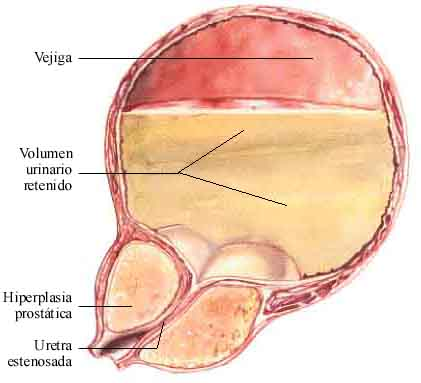 Vejiga
Volumen
urinario
retenido
Hiperplasia
prostática
Uretra
estenosada